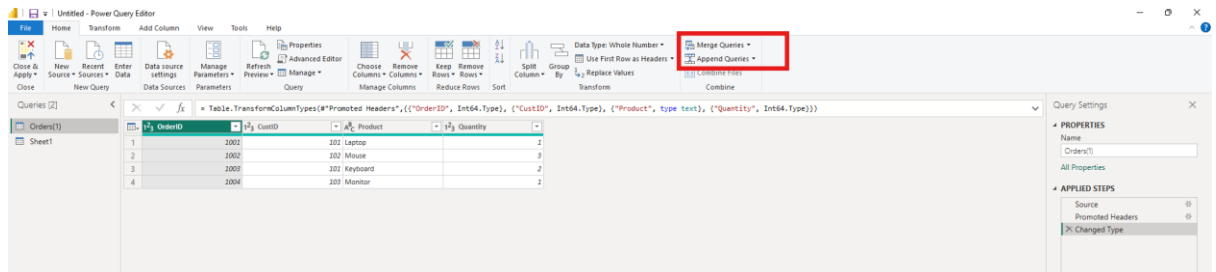 Untitled - Power Query Editor
File Home Transform Add Column View Tools Help
Close & Apply
New Source
Recent Sources
Enter Data
Data source settings
Manage Parameters
Refresh Preview
Properties
Advanced Editor
Manage
Choose Columns
Remove Columns
Keep Rows
Remove Rows
Split Column
Group By
Data Type: Whole Number
Use First Row as Headers
Replace Values
Merge Queries
Append Queries
Combine Files
Close New Query Data Sources Parameters Query Manage Columns Reduce Rows Sort Transform Combine
Queries [2]
Orders(1)
Sheet1
= Table.TransformColumnTypes(#"Promoted Headers",{{"OrderID", Int64.Type}, {"CustID", Int64.Type}, {"Product", type text}, {"Quantity", Int64.Type}})
OrderID CustID Product Quantity
1 1001 101 Laptop 1
2 1002 102 Mouse 3
3 1003 101 Keyboard 2
4 1004 103 Monitor 1
Query Settings
PROPERTIES
Name
Orders(1)
All Properties
APPLIED STEPS
Source
Promoted Headers
Changed Type